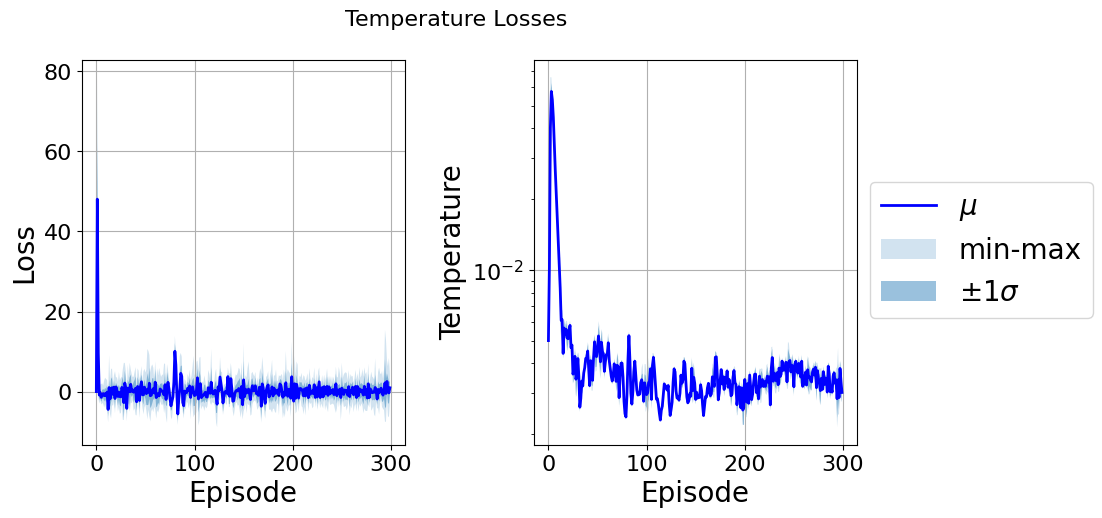 Temperature Losses
80
60
40
20
0
Loss
0 100 200 300
Episode
10⁻²
Temperature
0 100 200 300
Episode
μ
min-max
±1σ